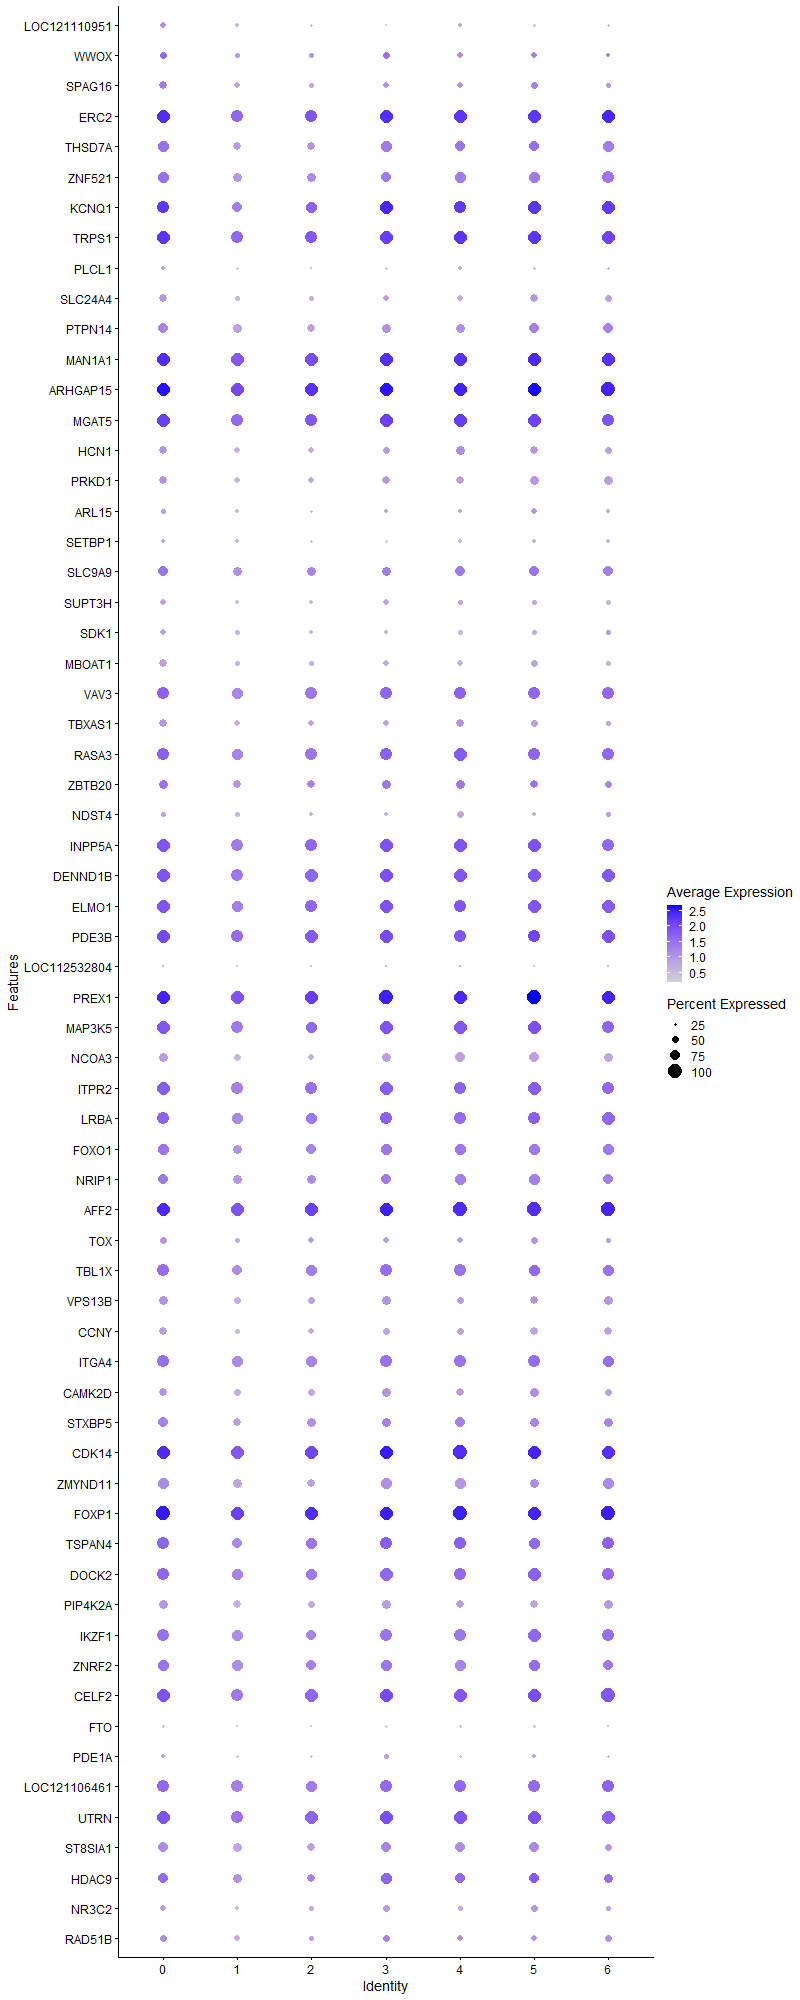 LOC121110951
WWOX
SPAG16
ERC2
THSD7A
ZNF521
KCNQ1
TRPS1
PLCL1
SLC24A4
PTPN14
MAN1A1
ARHGAP15
MGAT5
HCN1
PRKD1
ARL15
SETBP1
SLC9A9
SUPT3H
SDK1
MBOAT1
VAV3
TBXAS1
RASA3
ZBTB20
NDST4
INPP5A
DENND1B
ELMO1
PDE3B
LOC112532804
PREX1
MAP3K5
NCOA3
ITPR2
LRBA
FOXO1
NRIP1
AFF2
TOX
TBL1X
VPS13B
CCNY
ITGA4
CAMK2D
STXBP5
CDK14
ZMYND11
FOXP1
TSPAN4
DOCK2
PIP4K2A
IKZF1
ZNRF2
CELF2
FTO
PDE1A
LOC121106461
UTRN
ST8SIA1
HDAC9
NR3C2
RAD51B
Features
0 1 2 3 4 5 6
Identity
Average Expression
2.5
2.0
1.5
1.0
0.5
Percent Expressed
25
50
75
100